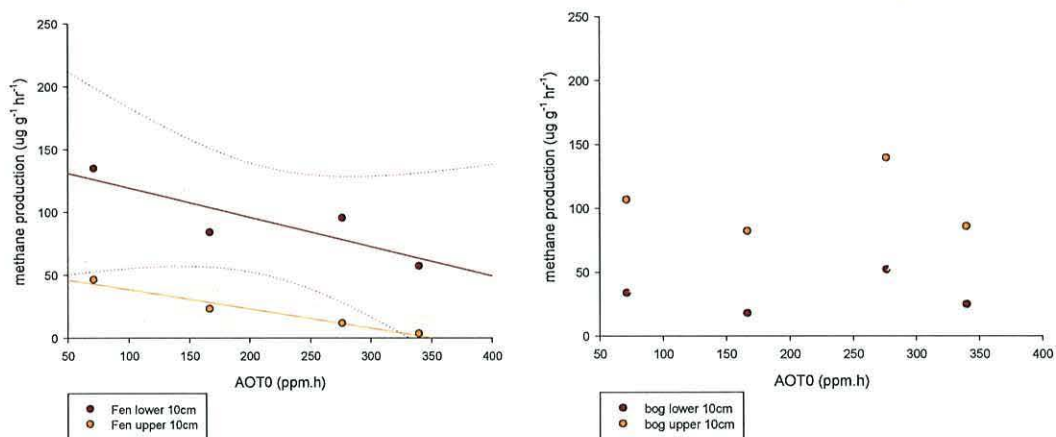 250
200
150
100
50
0
methane production (ug g⁻¹ hr⁻¹)
50 100 150 200 250 300 350 400
AOT0 (ppm.h)
Fen lower 10cm
Fen upper 10cm
250
200
150
100
50
0
methane production (ug g⁻¹ hr⁻¹)
50 100 150 200 250 300 350 400
AOT0 (ppm.h)
bog lower 10cm
bog upper 10cm